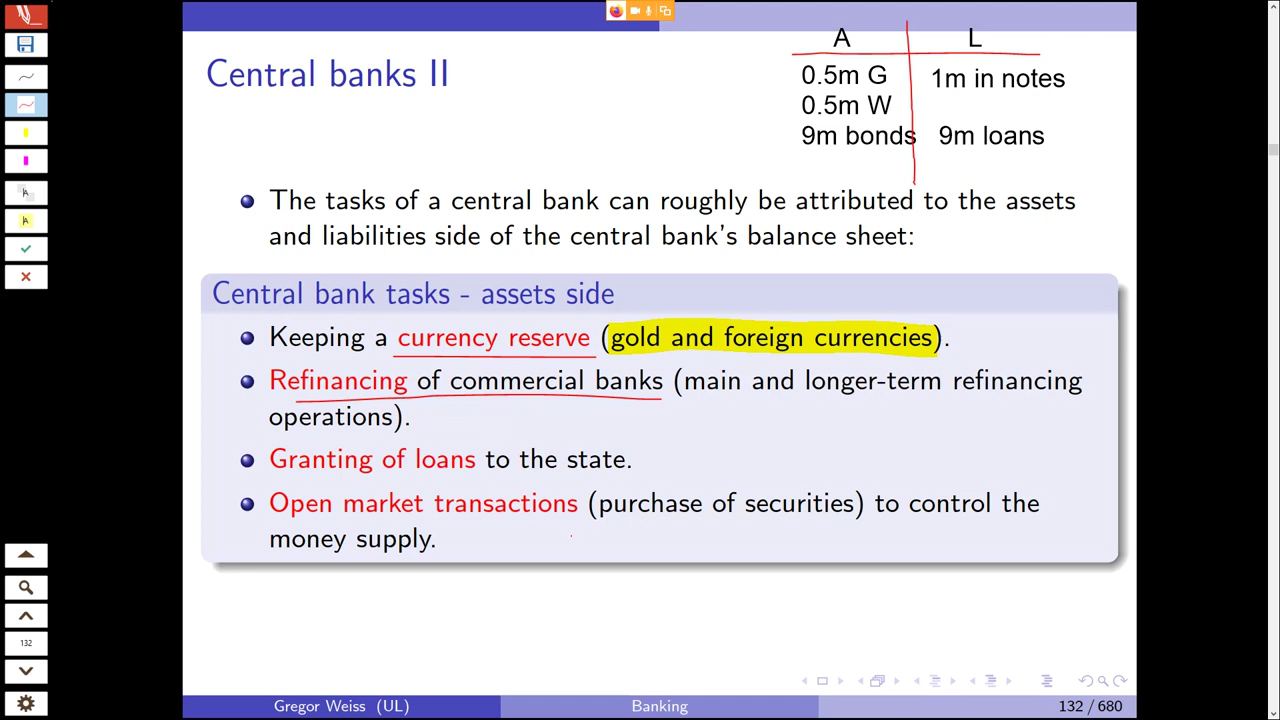 A L
Central banks II
0.5m G 1m in notes
0.5m W
9m bonds 9m loans
The tasks of a central bank can roughly be attributed to the assets
and liabilities side of the central bank's balance sheet:
Central bank tasks - assets side
Keeping a currency reserve (gold and foreign currencies).
Refinancing of commercial banks (main and longer-term refinancing
operations).
Granting of loans to the state.
Open market transactions (purchase of securities) to control the
money supply.
132
Gregor Weiss (UL) Banking 132 / 680